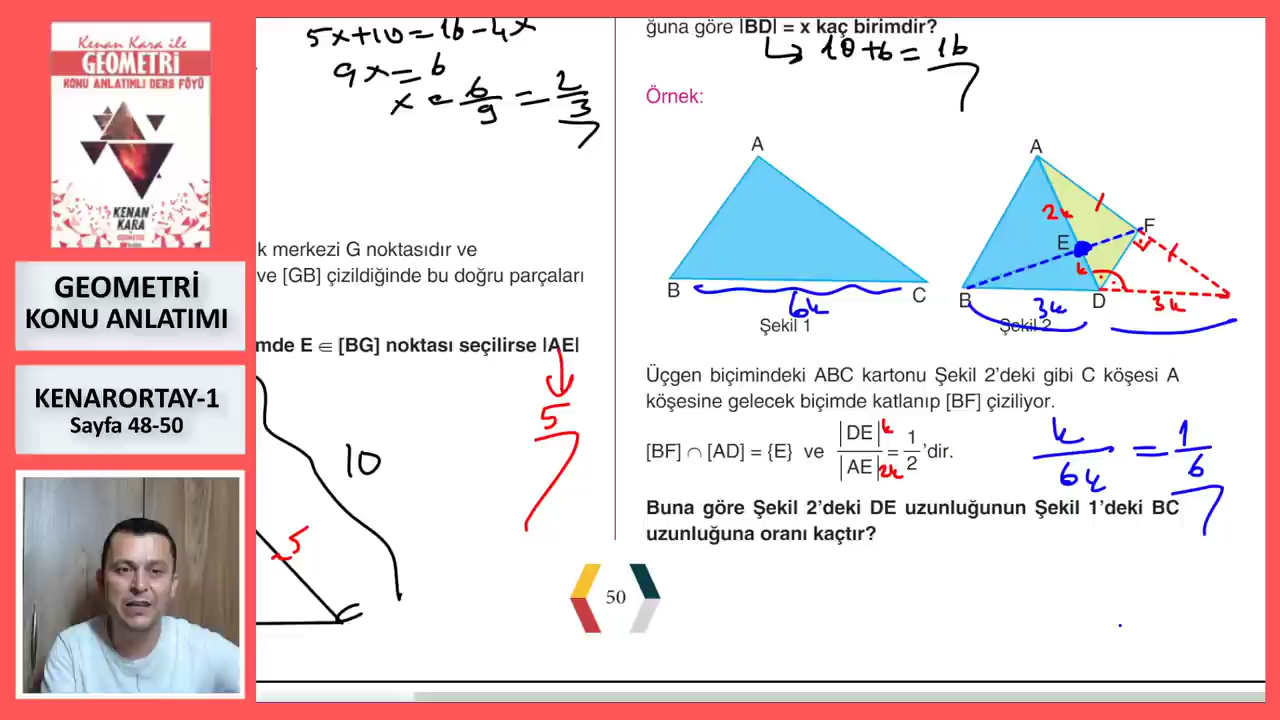 Kenan Kara ile
GEOMETRİ
KONU ANLATIMLI DERS FÖYÜ
KENAN
KARA
GEOMETRİ
KONU ANLATIMI
KENARORTAY-1
Sayfa 48-50
5x+10=16-4x
9x=6
x=6/9=2/3
k merkezi G noktasıdır ve
ve [GB] çizildiğinde bu doğru parçaları
mde E ∈ [BG] noktası seçilirse |AE|
5
10
5
C
ğuna göre |BD| = x kaç birimdir?
10+6=16
Örnek:
A
B
C
6k
Şekil 1
A
2k
F
E
k
B
D
3k
3k
Şekil 2
Üçgen biçimindeki ABC kartonu Şekil 2'deki gibi C köşesi A
köşesine gelecek biçimde katlanıp [BF] çiziliyor.
[BF] ∩ [AD] = {E} ve |DE| k / |AE| 2k = 1/2 'dir.
k/6k = 1/6
Buna göre Şekil 2'deki DE uzunluğunun Şekil 1'deki BC
uzunluğuna oranı kaçtır?
50